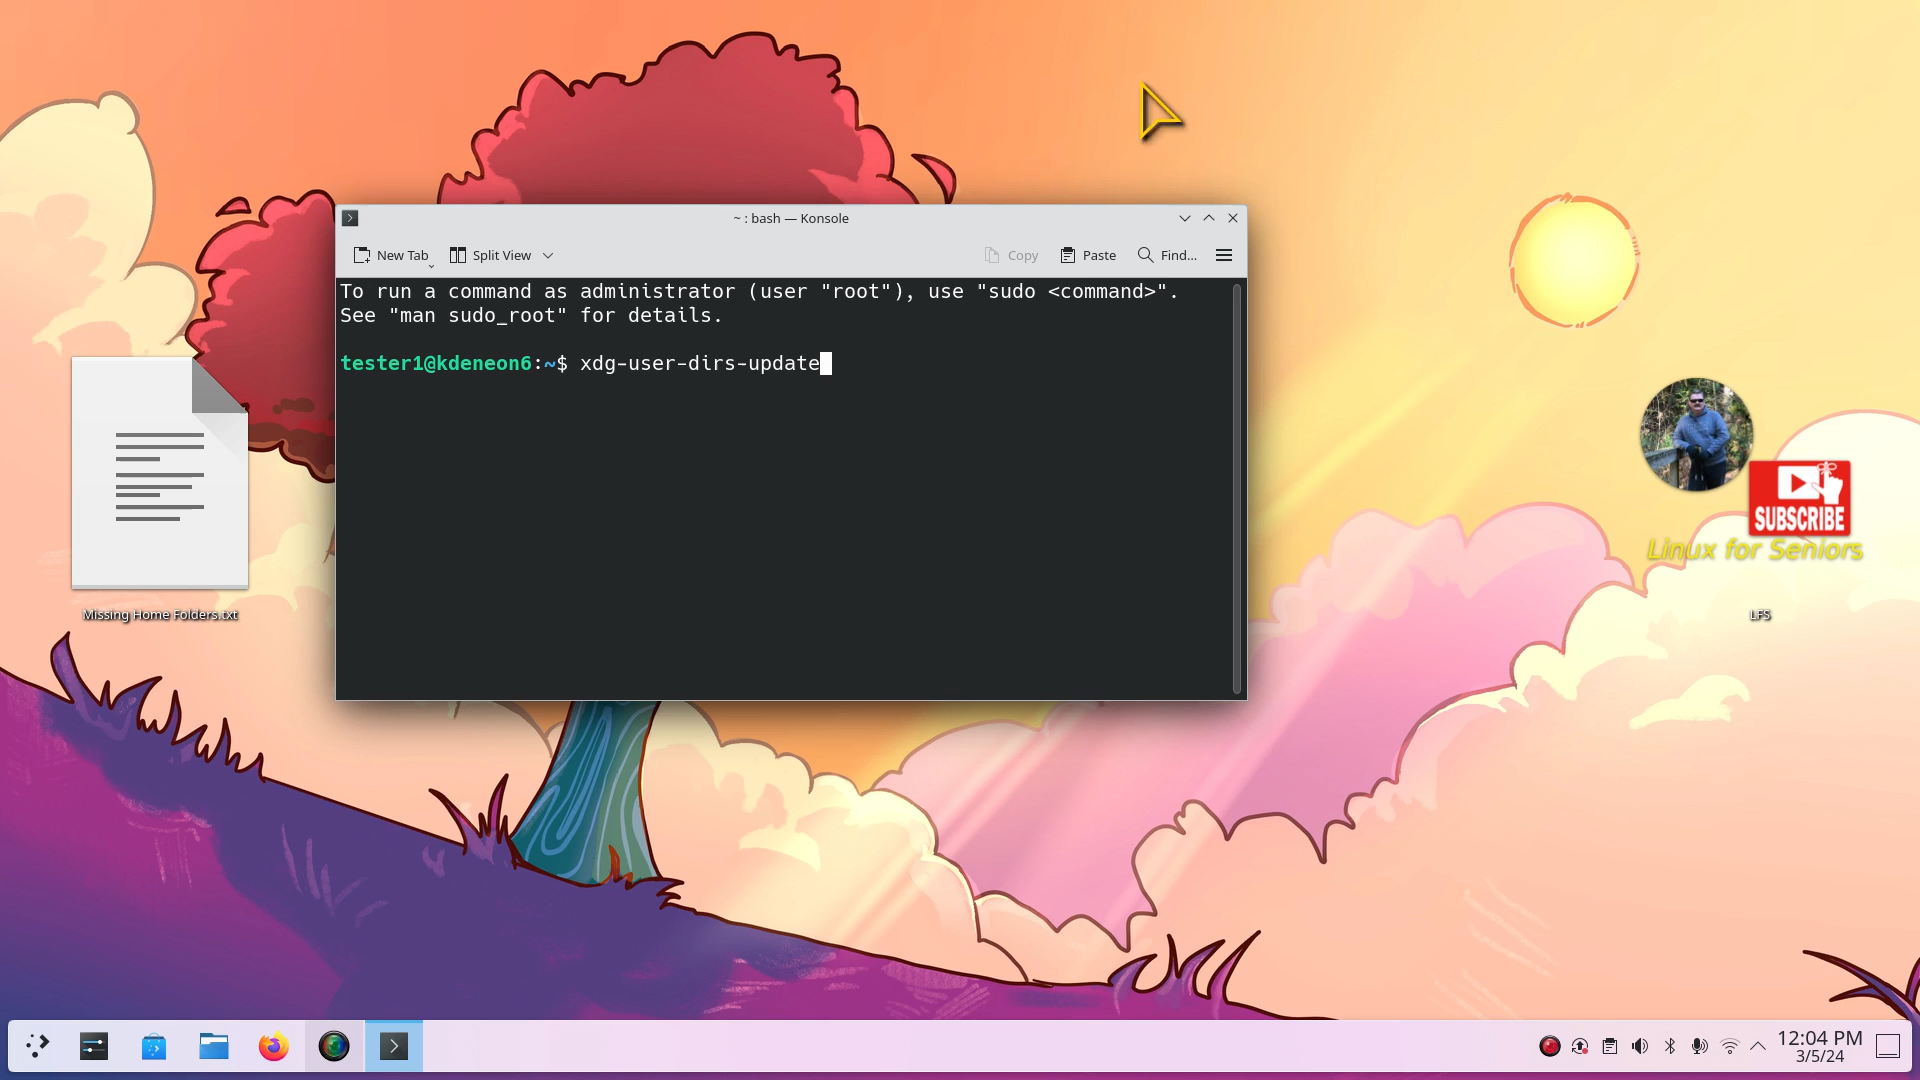 ~ : bash — Konsole
New Tab
Split View
Copy
Paste
Find...
To run a command as administrator (user "root"), use "sudo <command>".
See "man sudo_root" for details.
tester1@kdeneon6:~$ xdg-user-dirs-update
Missing Home Folders.txt
SUBSCRIBE
Linux for Seniors
LFS
12:04 PM
3/5/24